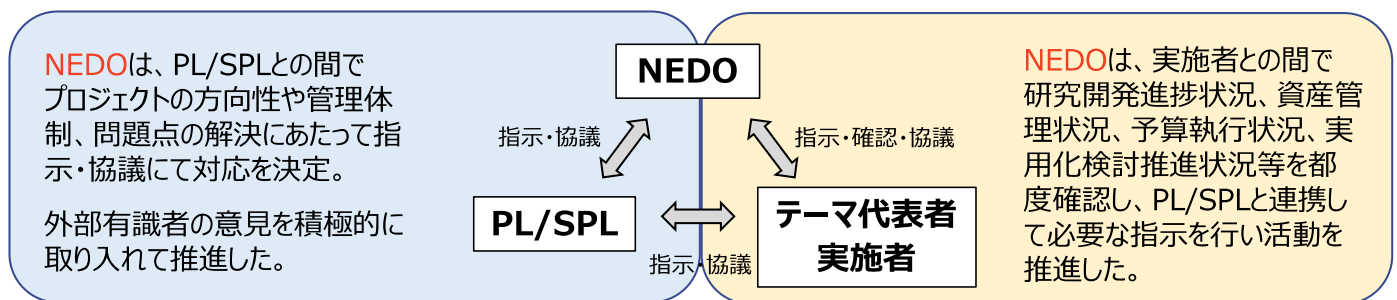 NEDOは、PL/SPLとの間で
プロジェクトの方向性や管理体
制、問題点の解決にあたって指
示・協議にて対応を決定。
外部有識者の意見を積極的に
取り入れて推進した。
NEDO
指示・協議
指示・確認・協議
PL/SPL
テーマ代表者
実施者
指示・協議
NEDOは、実施者との間で
研究開発進捗状況、資産管
理状況、予算執行状況、実
用化検討推進状況等を都
度確認し、PL/SPLと連携し
て必要な指示を行い活動を
推進した。